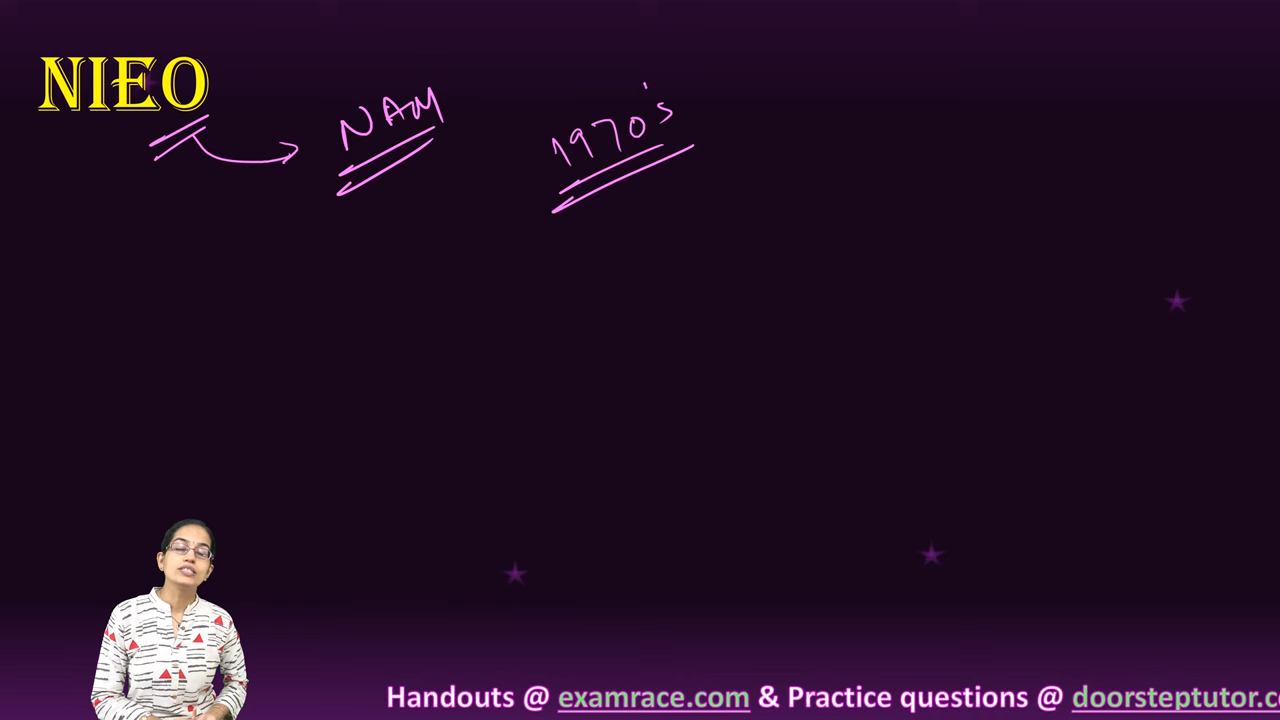 NIEO
NAM 1970's
Handouts @ examrace.com & Practice questions @ doorsteptutor.c